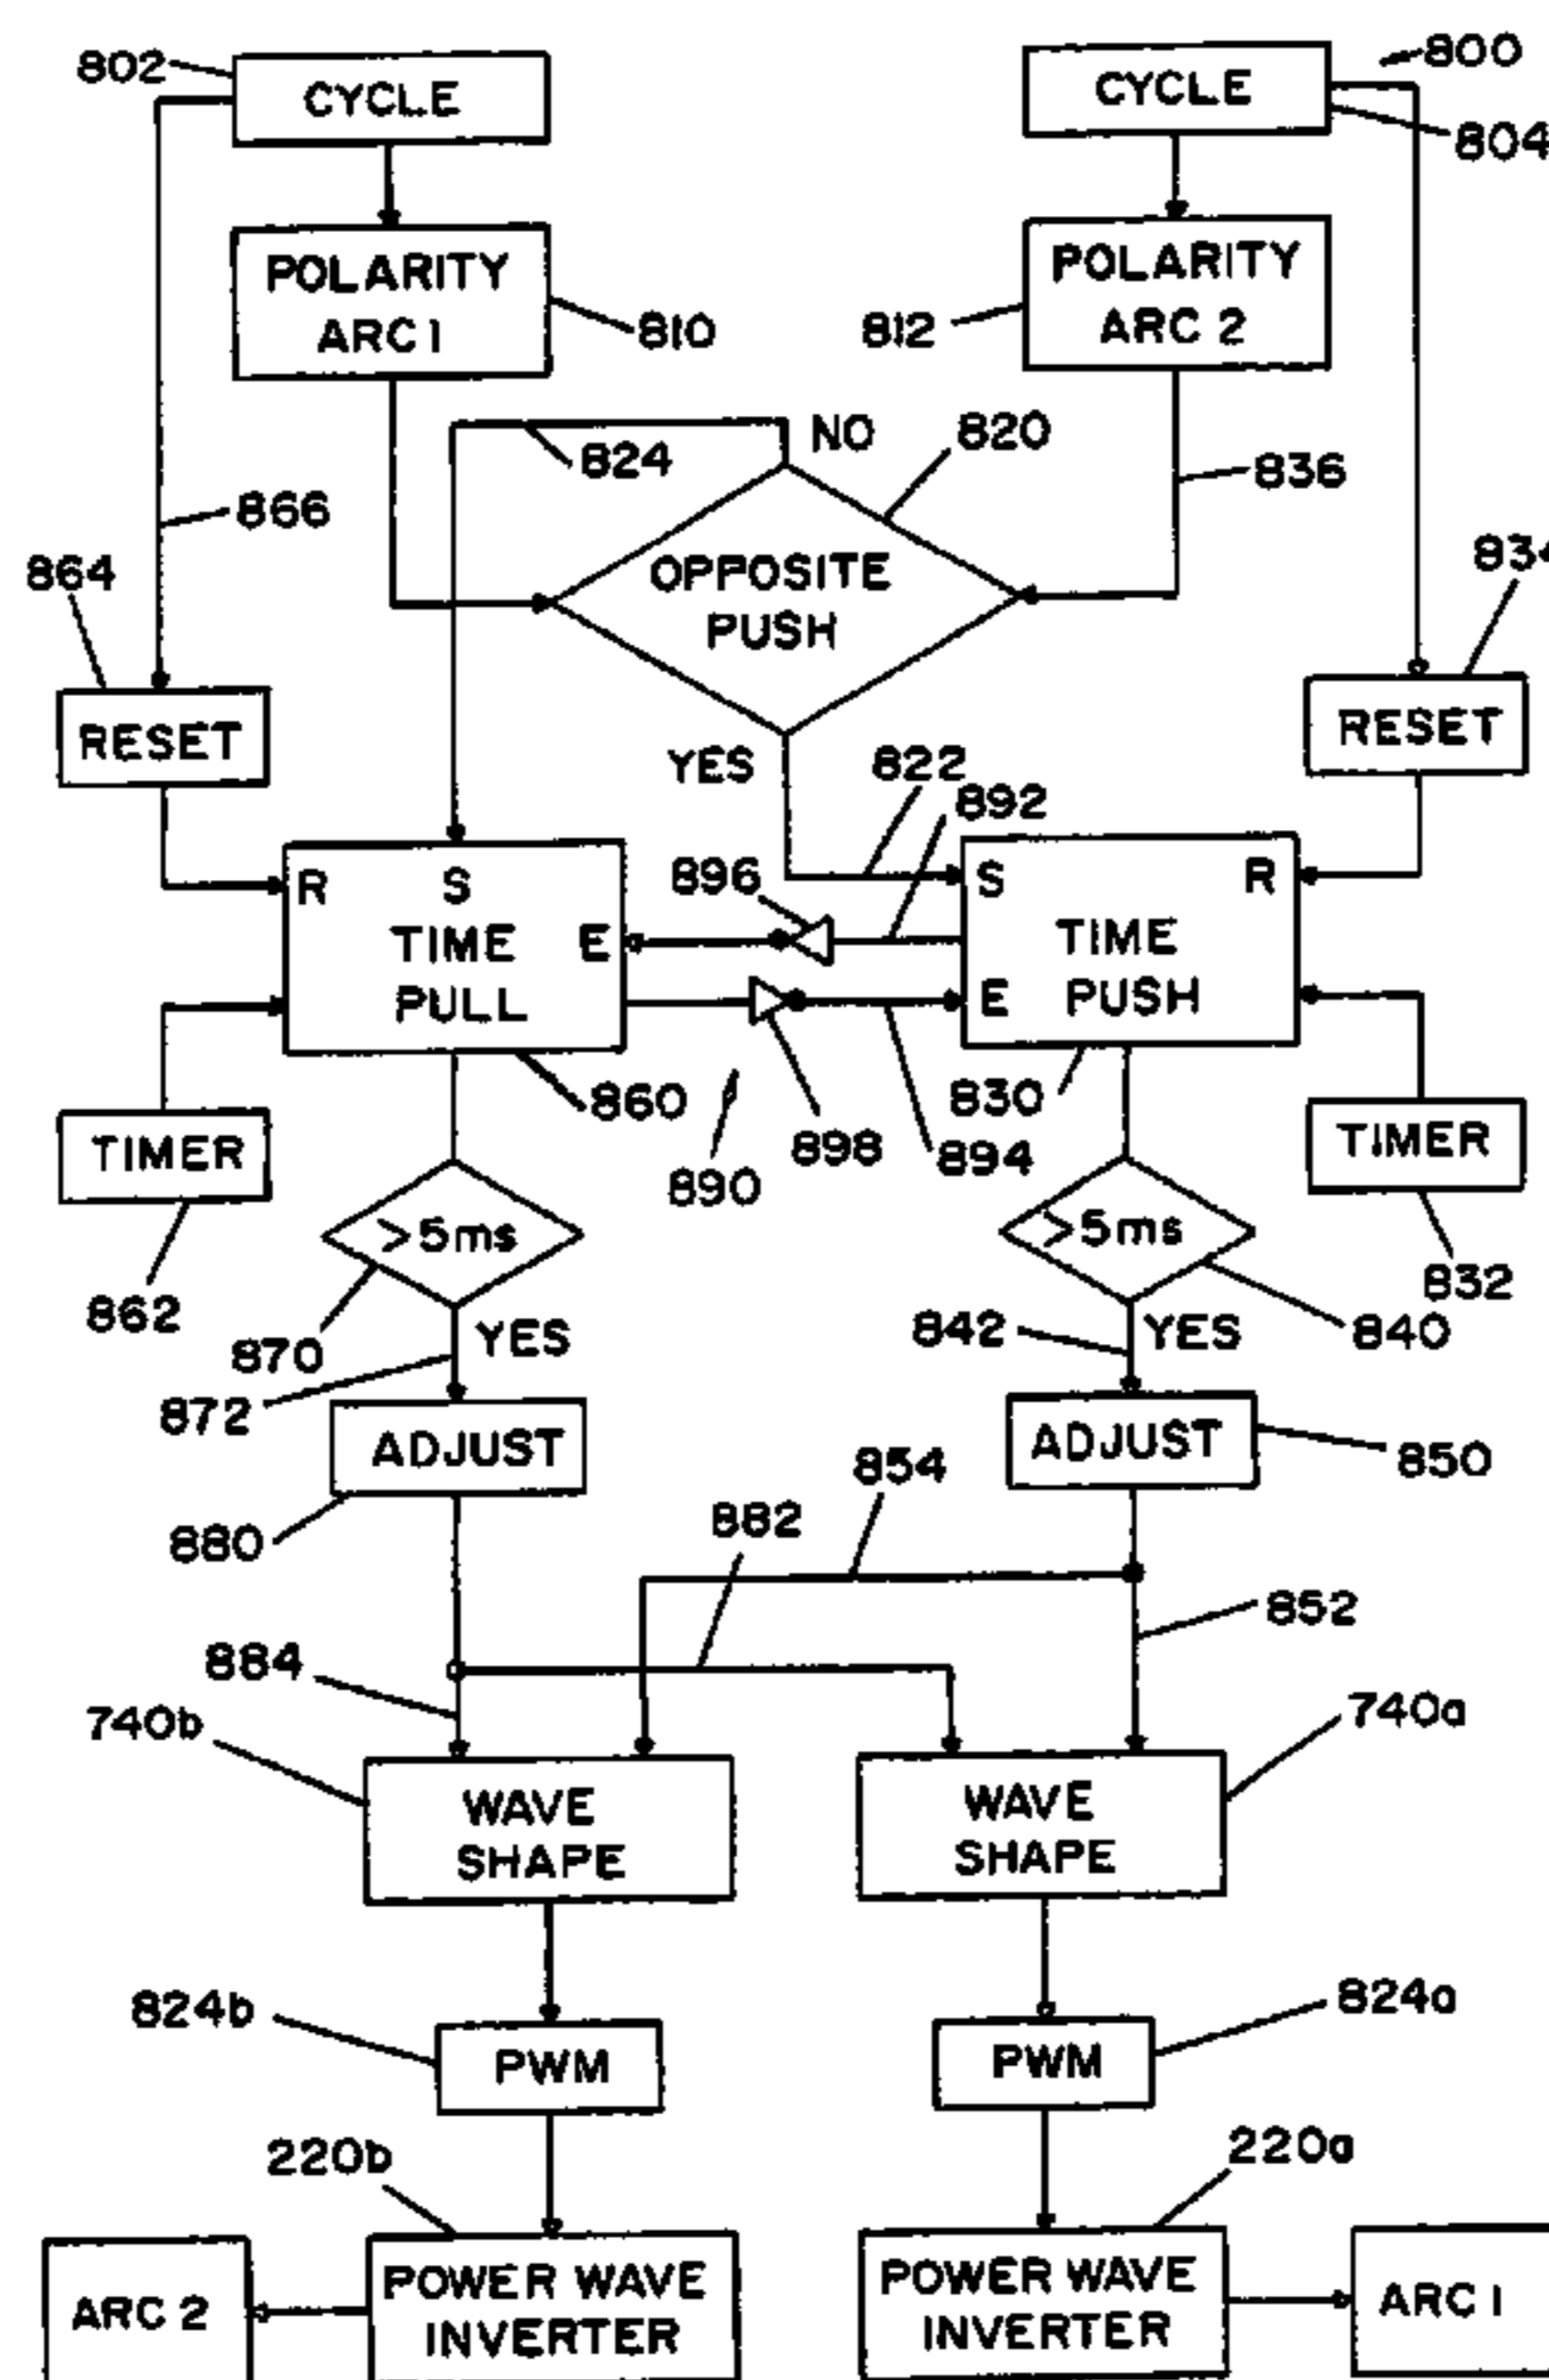 802
CYCLE
CYCLE
800
804
POLARITY
ARC 1
810
812
POLARITY
ARC 2
NO
820
824
836
866
864
OPPOSITE
PUSH
RESET
RESET
YES
822
892
896
R
S
TIME
PULL
E
S
R
TIME
PUSH
E
860
890
898
894
830
TIMER
TIMER
862
> 5ms
> 5ms
832
870
872
YES
842
YES
840
ADJUST
ADJUST
850
880
882
854
852
884
740b
740a
WAVE
SHAPE
WAVE
SHAPE
824b
824a
PWM
PWM
220b
220a
ARC 2
POWER WAVE
INVERTER
POWER WAVE
INVERTER
ARC 1